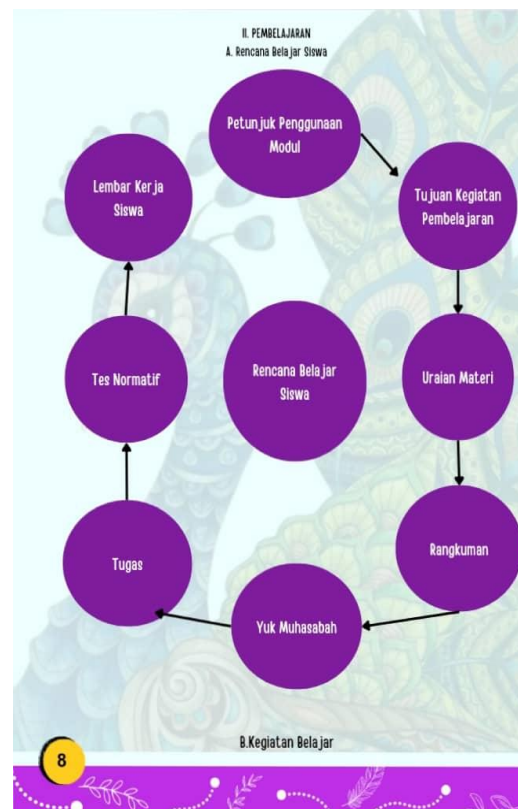 II. PEMBELAJARAN
A. Rencana Belajar Siswa
Petunjuk Penggunaan
Modul
Tujuan Kegiatan
Pembelajaran
Uraian Materi
Rangkuman
Yuk Muhasabah
Tugas
Tes Normatif
Lembar Kerja
Siswa
Rencana Belajar
Siswa
B.Kegiatan Belajar
8